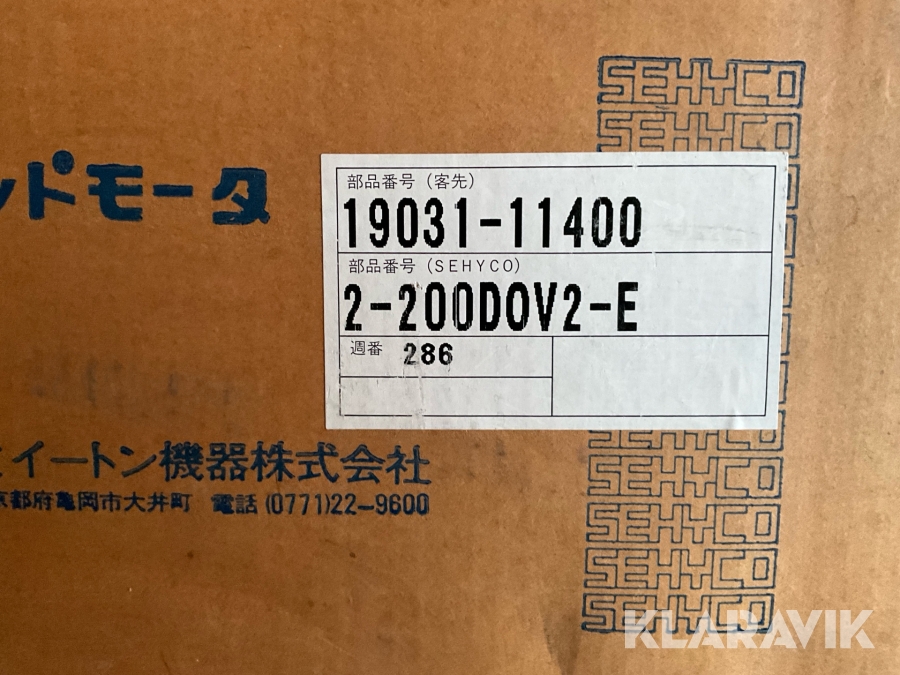 SEHYCO
SEHYCO
ッドモータ
部品番号(客先)
19031-11400
部品番号(SEHYCO)
2-200DOV2-E
週番 286
イートン機器株式会社
京都府亀岡市大井町 電話(0771)22-9600
SEHYCO
SEHYCO
SEHYCO
SEHYCO
SEHYCO
KLARAVIK